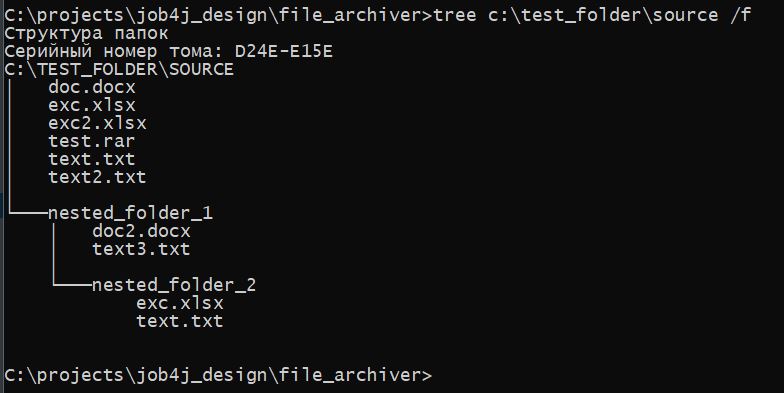 C:\projects\job4j_design\file_archiver>tree c:\test_folder\source /f
Структура папок
Серийный номер тома: D24E-E15E
C:\TEST_FOLDER\SOURCE
│   doc.docx
│   exc.xlsx
│   exc2.xlsx
│   test.rar
│   text.txt
│   text2.txt
│
└───nested_folder_1
    │   doc2.docx
    │   text3.txt
    │
    └───nested_folder_2
            exc.xlsx
            text.txt
C:\projects\job4j_design\file_archiver>